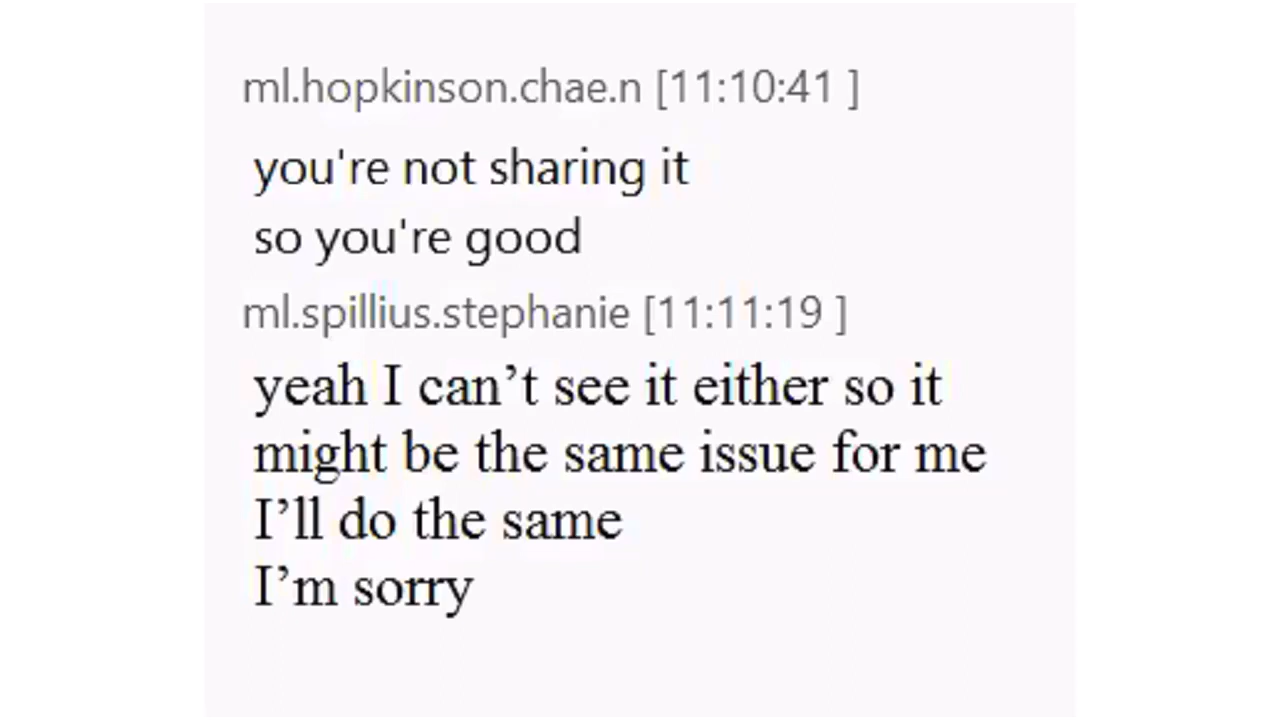 ml.hopkinson.chae.n [11:10:41 ]
you're not sharing it
so you're good
ml.spillius.stephanie [11:11:19 ]
yeah I can’t see it either so it
might be the same issue for me
I’ll do the same
I’m sorry